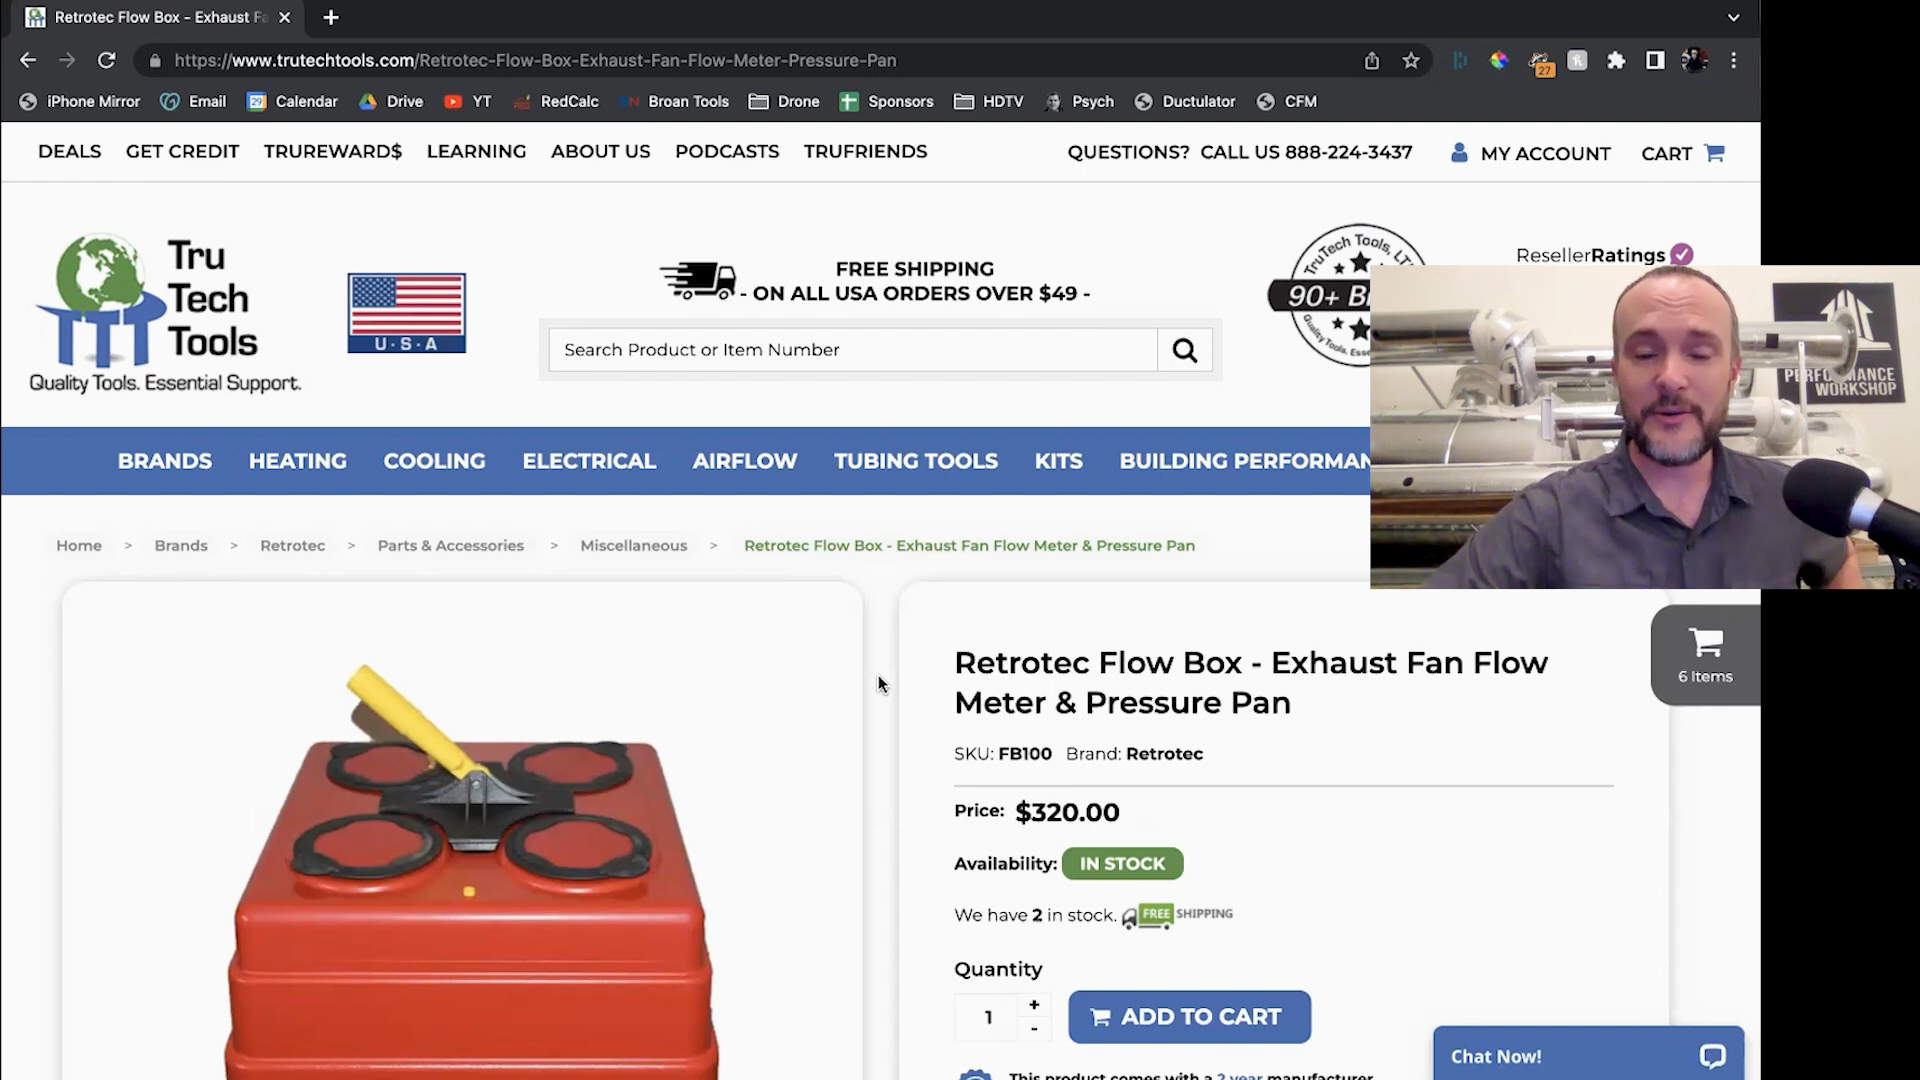 Retrotec Flow Box - Exhaust Fa
https://www.trutechtools.com/Retrotec-Flow-Box-Exhaust-Fan-Flow-Meter-Pressure-Pan
27
iPhone Mirror 29 Email Calendar Drive YT RedCalc BN Broan Tools Drone Sponsors HDTV Psych Ductulator CFM
DEALS GET CREDIT TRUREWARD$ LEARNING ABOUT US PODCASTS TRUFRIENDS QUESTIONS? CALL US 888-224-3437 MY ACCOUNT CART
Tru
Tech
Tools
Quality Tools. Essential Support.
U·S·A
FREE SHIPPING
- ON ALL USA ORDERS OVER $49 -
Search Product or Item Number
TruTech Tools, LT
90+ B
Quality Tools. Esse
ResellerRatings
PERFORMANCE
WORKSHOP
BRANDS HEATING COOLING ELECTRICAL AIRFLOW TUBING TOOLS KITS BUILDING PERFORMAN
Home > Brands > Retrotec > Parts & Accessories > Miscellaneous > Retrotec Flow Box - Exhaust Fan Flow Meter & Pressure Pan
Retrotec Flow Box - Exhaust Fan Flow
Meter & Pressure Pan
SKU: FB100 Brand: Retrotec
Price: $320.00
Availability: IN STOCK
We have 2 in stock. FREE SHIPPING
Quantity
1 + -
ADD TO CART
This product comes with a 2 year manufacturer
6 Items
Chat Now!